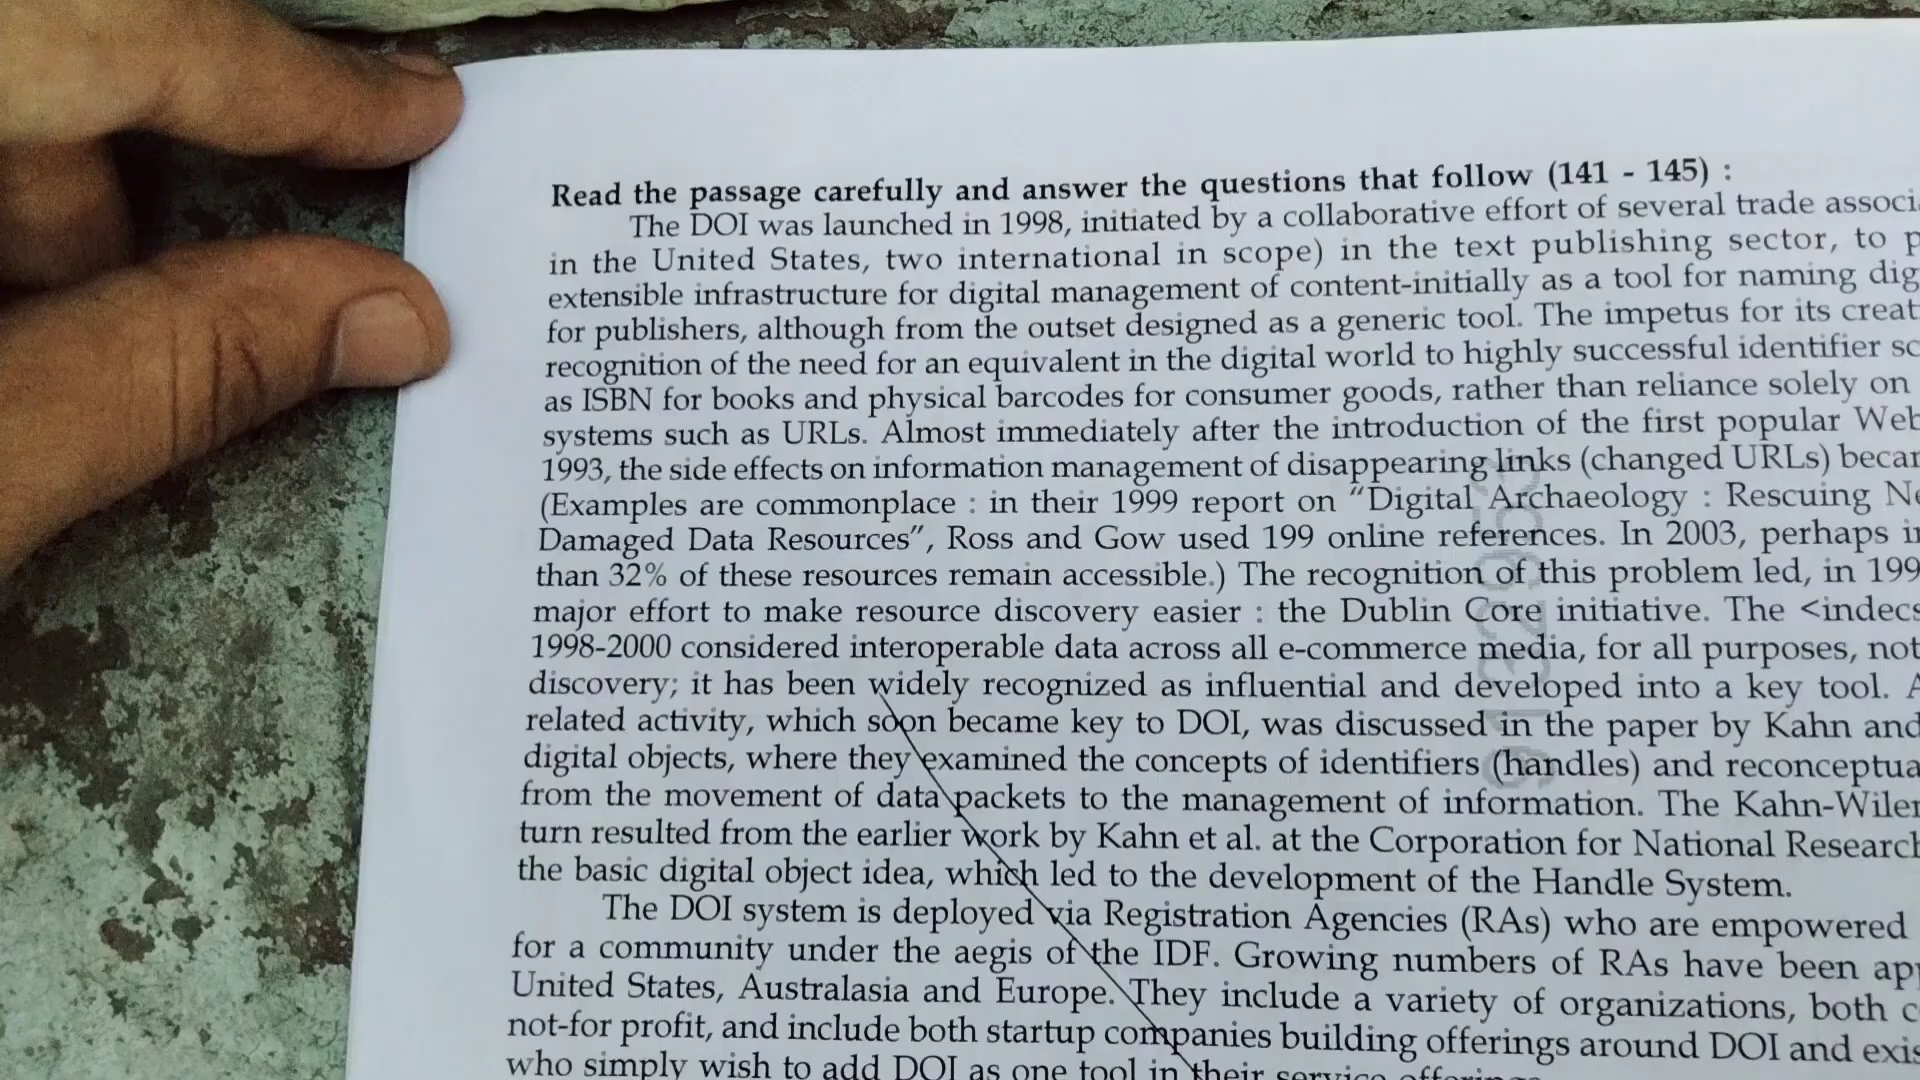 Read the passage carefully and answer the questions that follow (141 - 145) :
The DOI was launched in 1998, initiated by a collaborative effort of several trade
in the United States, two international in scope) in the text publishing sector, to
extensible infrastructure for digital management of content-initially as a tool for naming
for publishers, although from the outset designed as a generic tool. The impetus for its
recognition of the need for an equivalent in the digital world to highly successful identifier
as ISBN for books and physical barcodes for consumer goods, rather than reliance solely on
systems such as URLs. Almost immediately after the introduction of the first popular
1993, the side effects on information management of disappearing links (changed URLs)
(Examples are commonplace : in their 1999 report on "Digital Archaeology : Rescuing
Damaged Data Resources", Ross and Gow used 199 online references. In 2003, perhaps
than 32% of these resources remain accessible.) The recognition of this problem led, in
major effort to make resource discovery easier : the Dublin Core initiative. The
1998-2000 considered interoperable data across all e-commerce media, for all purposes, not
discovery; it has been widely recognized as influential and developed into a key tool.
related activity, which soon became key to DOI, was discussed in the paper by Kahn and
digital objects, where they examined the concepts of identifiers (handles) and
from the movement of data packets to the management of information. The
turn resulted from the earlier work by Kahn et al. at the Corporation for National
the basic digital object idea, which led to the development of the Handle System.
The DOI system is deployed via Registration Agencies (RAs) who are empowered
for a community under the aegis of the IDF. Growing numbers of RAs have been
United States, Australasia and Europe. They include a variety of organizations, both
not-for profit, and include both startup companies building offerings around DOI and
who simply wish to add DOI as one tool in their service offerings